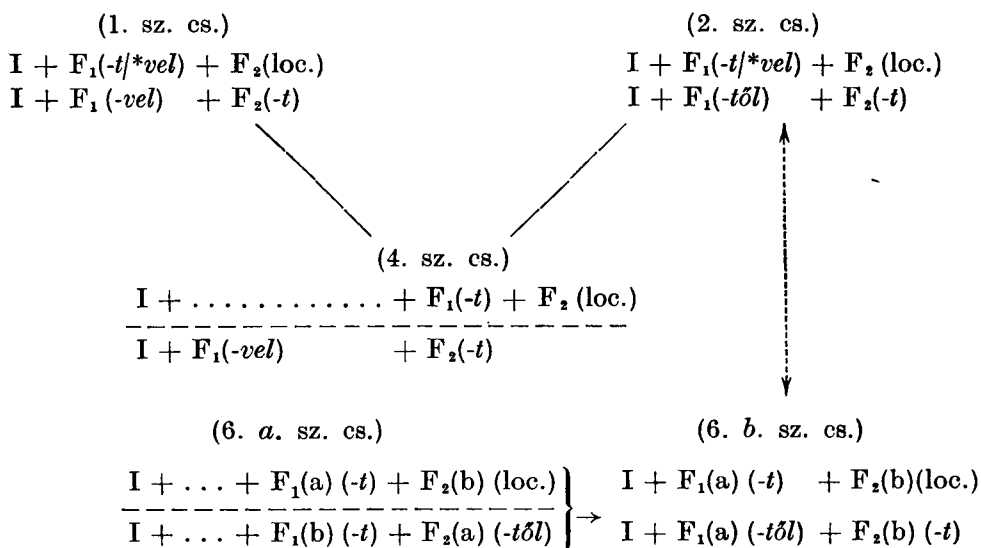 (1. sz. cs.) (2. sz. cs.)
I + F₁(-t/*vel) + F₂(loc.) I + F₁(-t/*vel) + F₂ (loc.)
I + F₁ (-vel) + F₂(-t) I + F₁(-től) + F₂(-t)
(4. sz. cs.)
I + . . . . . . . . . . . . + F₁(-t) + F₂ (loc.)
I + F₁(-vel) + F₂(-t)
(6. a. sz. cs.) (6. b. sz. cs.)
I + ... + F₁(a) (-t) + F₂(b) (loc.) } → I + F₁(a) (-t) + F₂(b)(loc.)
I + ... + F₁(b) (-t) + F₂(a) (-től) I + F₁(a) (-től) + F₂(b) (-t)